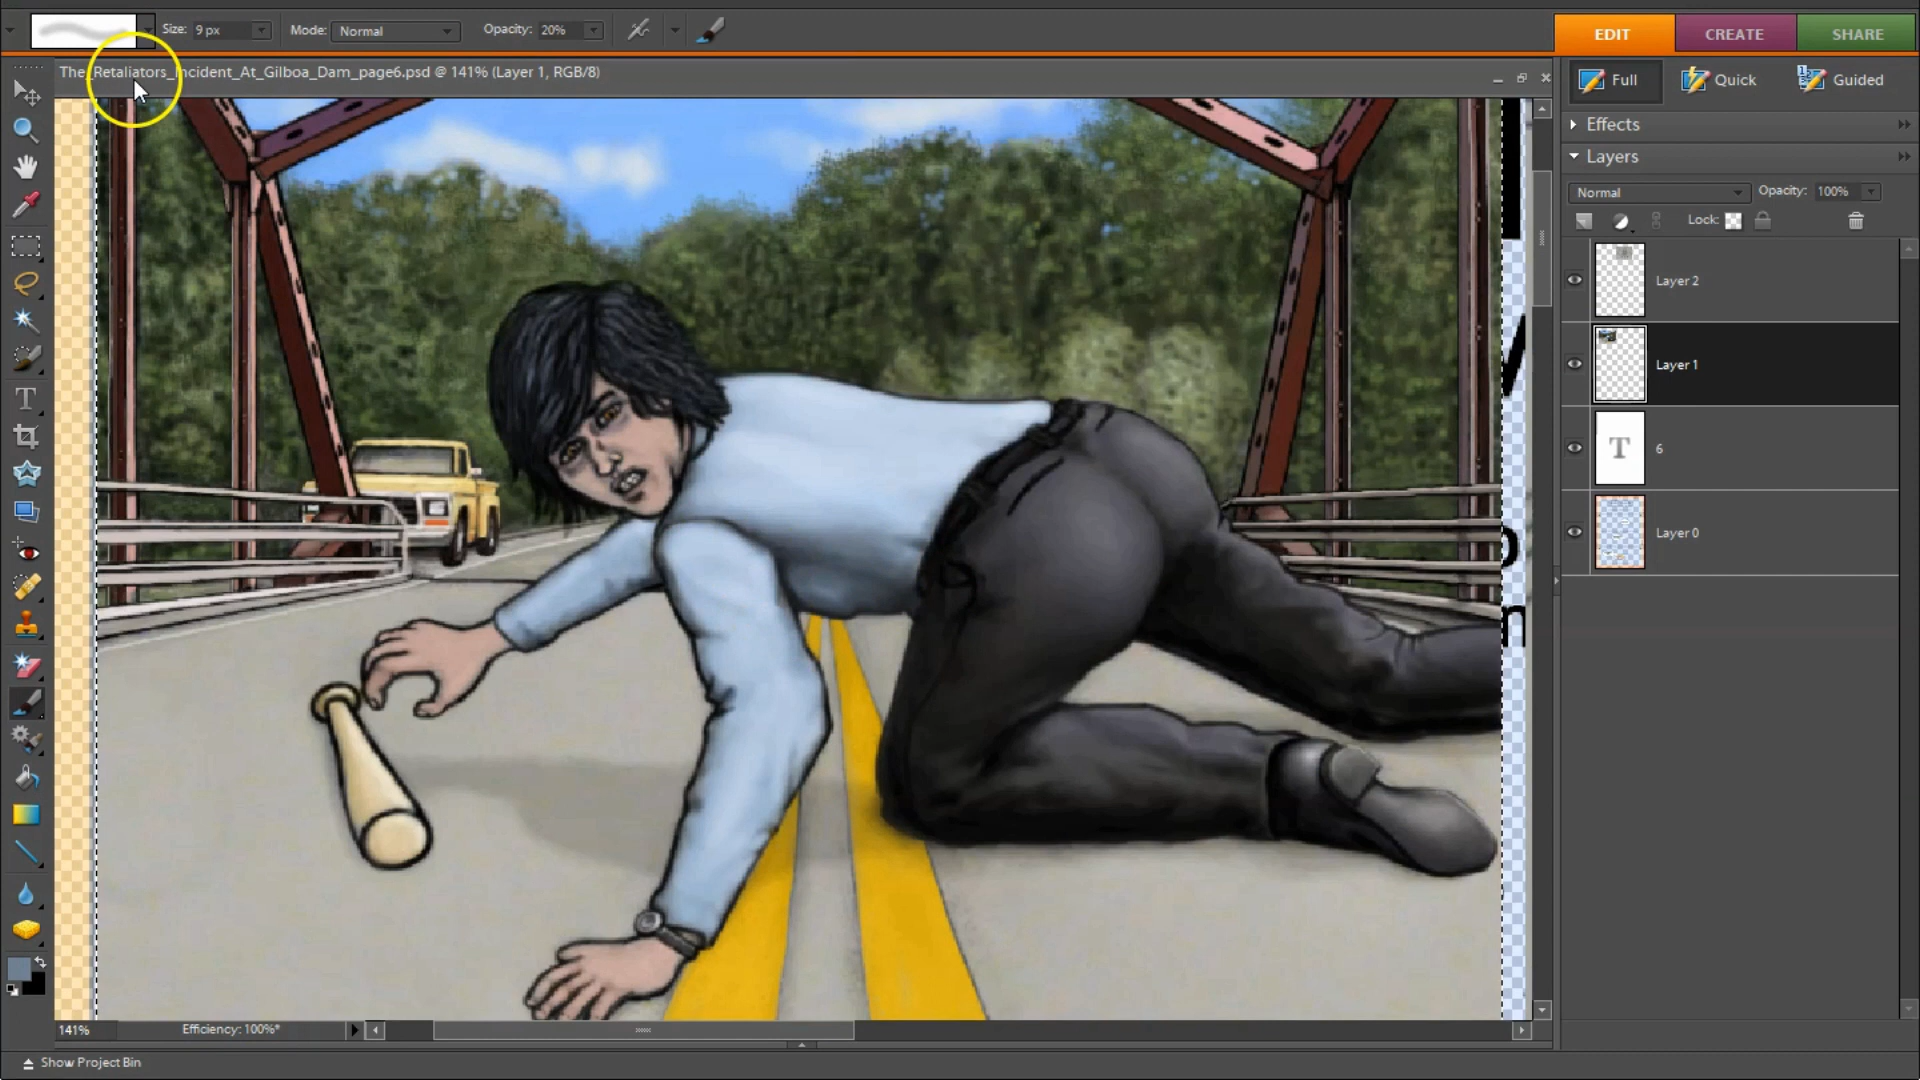 Size: 9 px Mode: Normal Opacity: 20%
EDIT CREATE SHARE
The_Retaliators_Incident_At_Gilboa_Dam_page6.psd @ 141% (Layer 1, RGB/8)
Full Quick Guided
Effects
Layers
Normal Opacity: 100%
Lock:
Layer 2
Layer 1
T 6
Layer 0
T
141% Efficiency: 100%*
Show Project Bin